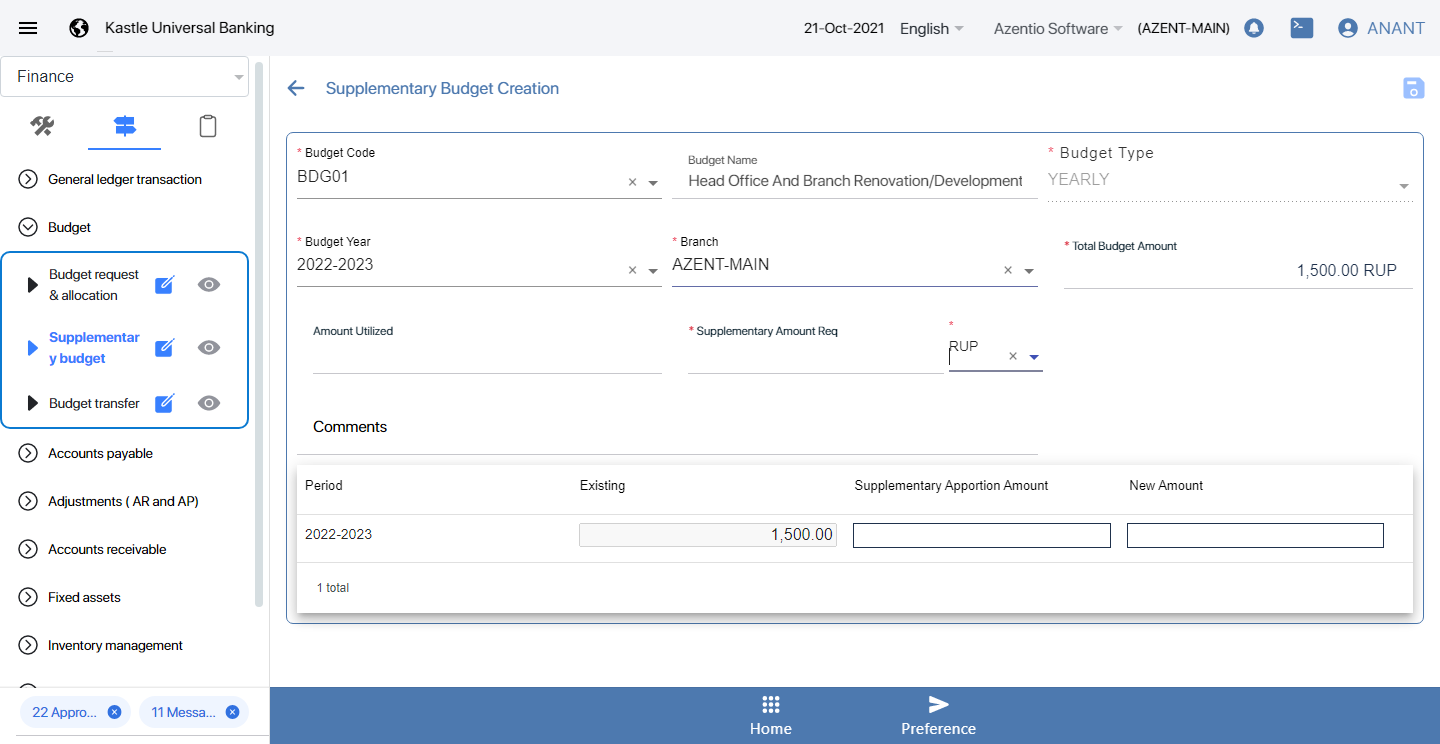 Kastle Universal Banking
21-Oct-2021
English
Azentio Software
(AZENT-MAIN)
ANANT
Finance
General ledger transaction
Budget
Budget request
& allocation
Supplementar
y budget
Budget transfer
Accounts payable
Adjustments ( AR and AP)
Accounts receivable
Fixed assets
Inventory management
22 Appro...
11 Messa...
Supplementary Budget Creation
* Budget Code
BDG01
Budget Name
Head Office And Branch Renovation/Development
* Budget Type
YEARLY
* Budget Year
2022-2023
* Branch
AZENT-MAIN
* Total Budget Amount
1,500.00 RUP
Amount Utilized
* Supplementary Amount Req
*
RUP
Comments
Period
Existing
Supplementary Apportion Amount
New Amount
2022-2023
1,500.00
1 total
Home
Preference